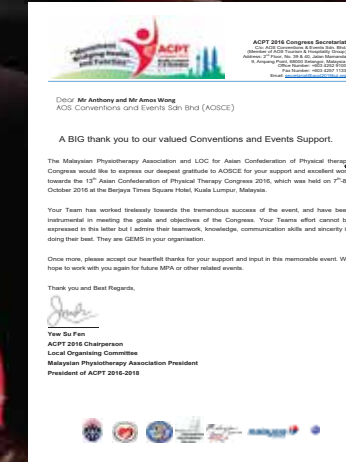 ACPT
ACPT 2016 Congress Secretariat
C/o: AOS Conventions & Events Sdn. Bhd.
(Member of AOS Tourism & Hospitality Group)
Dear Mr Anthony and Mr Amos Wong
AOS Conventions and Events Sdn Bhd (AOSCE)
A BIG thank you to our valued Conventions and Events Support.
The Malaysian Physiotherapy Association and LOC for Asian Confederation of Physical therap
Congress would like to express our deepest gratitude to AOSCE for your support and excellent wor
towards the 13th Asian Confederation of Physical Therapy Congress 2016, which was held on 7th-8
October 2016 at the Berjaya Times Square Hotel, Kuala Lumpur, Malaysia.
Your Team has worked tirelessly towards the tremendous success of the event, and have bee
instrumental in meeting the goals and objectives of the Congress. Your Teams effort cannot b
expressed in this letter but I admire their teamwork, knowledge, communication skills and sincerity i
doing their best. They are GEMS in your organisation.
Once more, please accept our heartfelt thanks for your support and input in this memorable event. W
hope to work with you again for future MPA or other related events.
Thank you and Best Regards,
Yew Su Fen
ACPT 2016 Chairperson
Local Organising Committee
Malaysian Physiotherapy Association President
President of ACPT 2016-2018